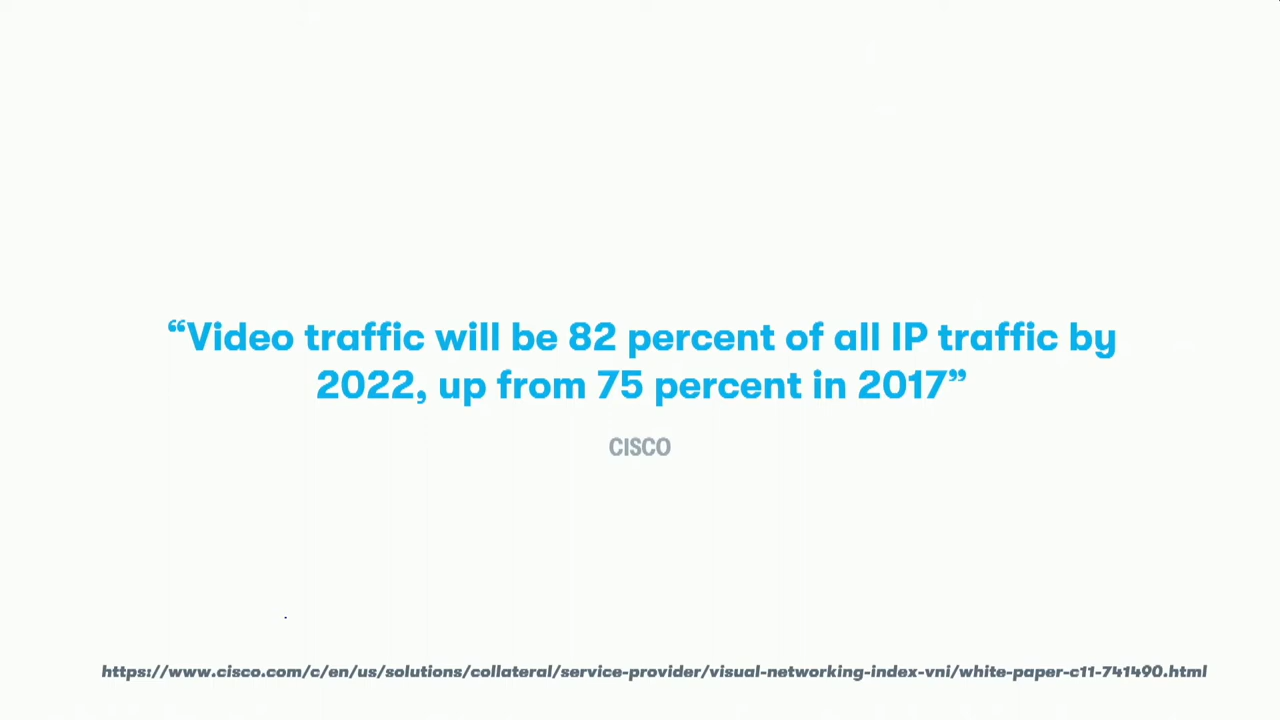 “Video traffic will be 82 percent of all IP traffic by
2022, up from 75 percent in 2017”
CISCO
https://www.cisco.com/c/en/us/solutions/collateral/service-provider/visual-networking-index-vni/white-paper-c11-741490.html